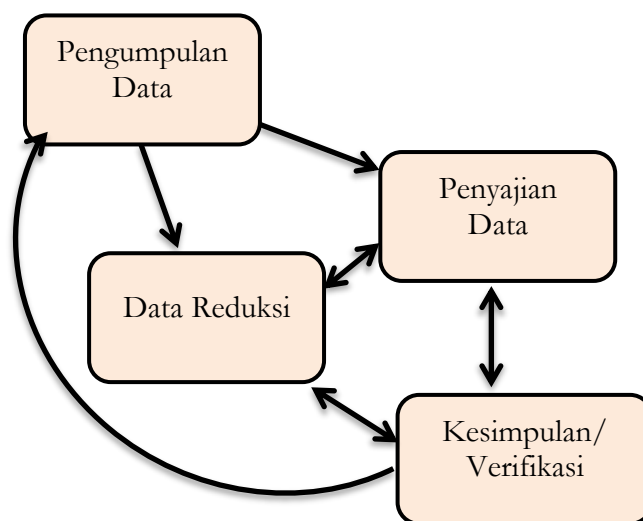 Pengumpulan
Data
Penyajian
Data
Data Reduksi
Kesimpulan/
Verifikasi